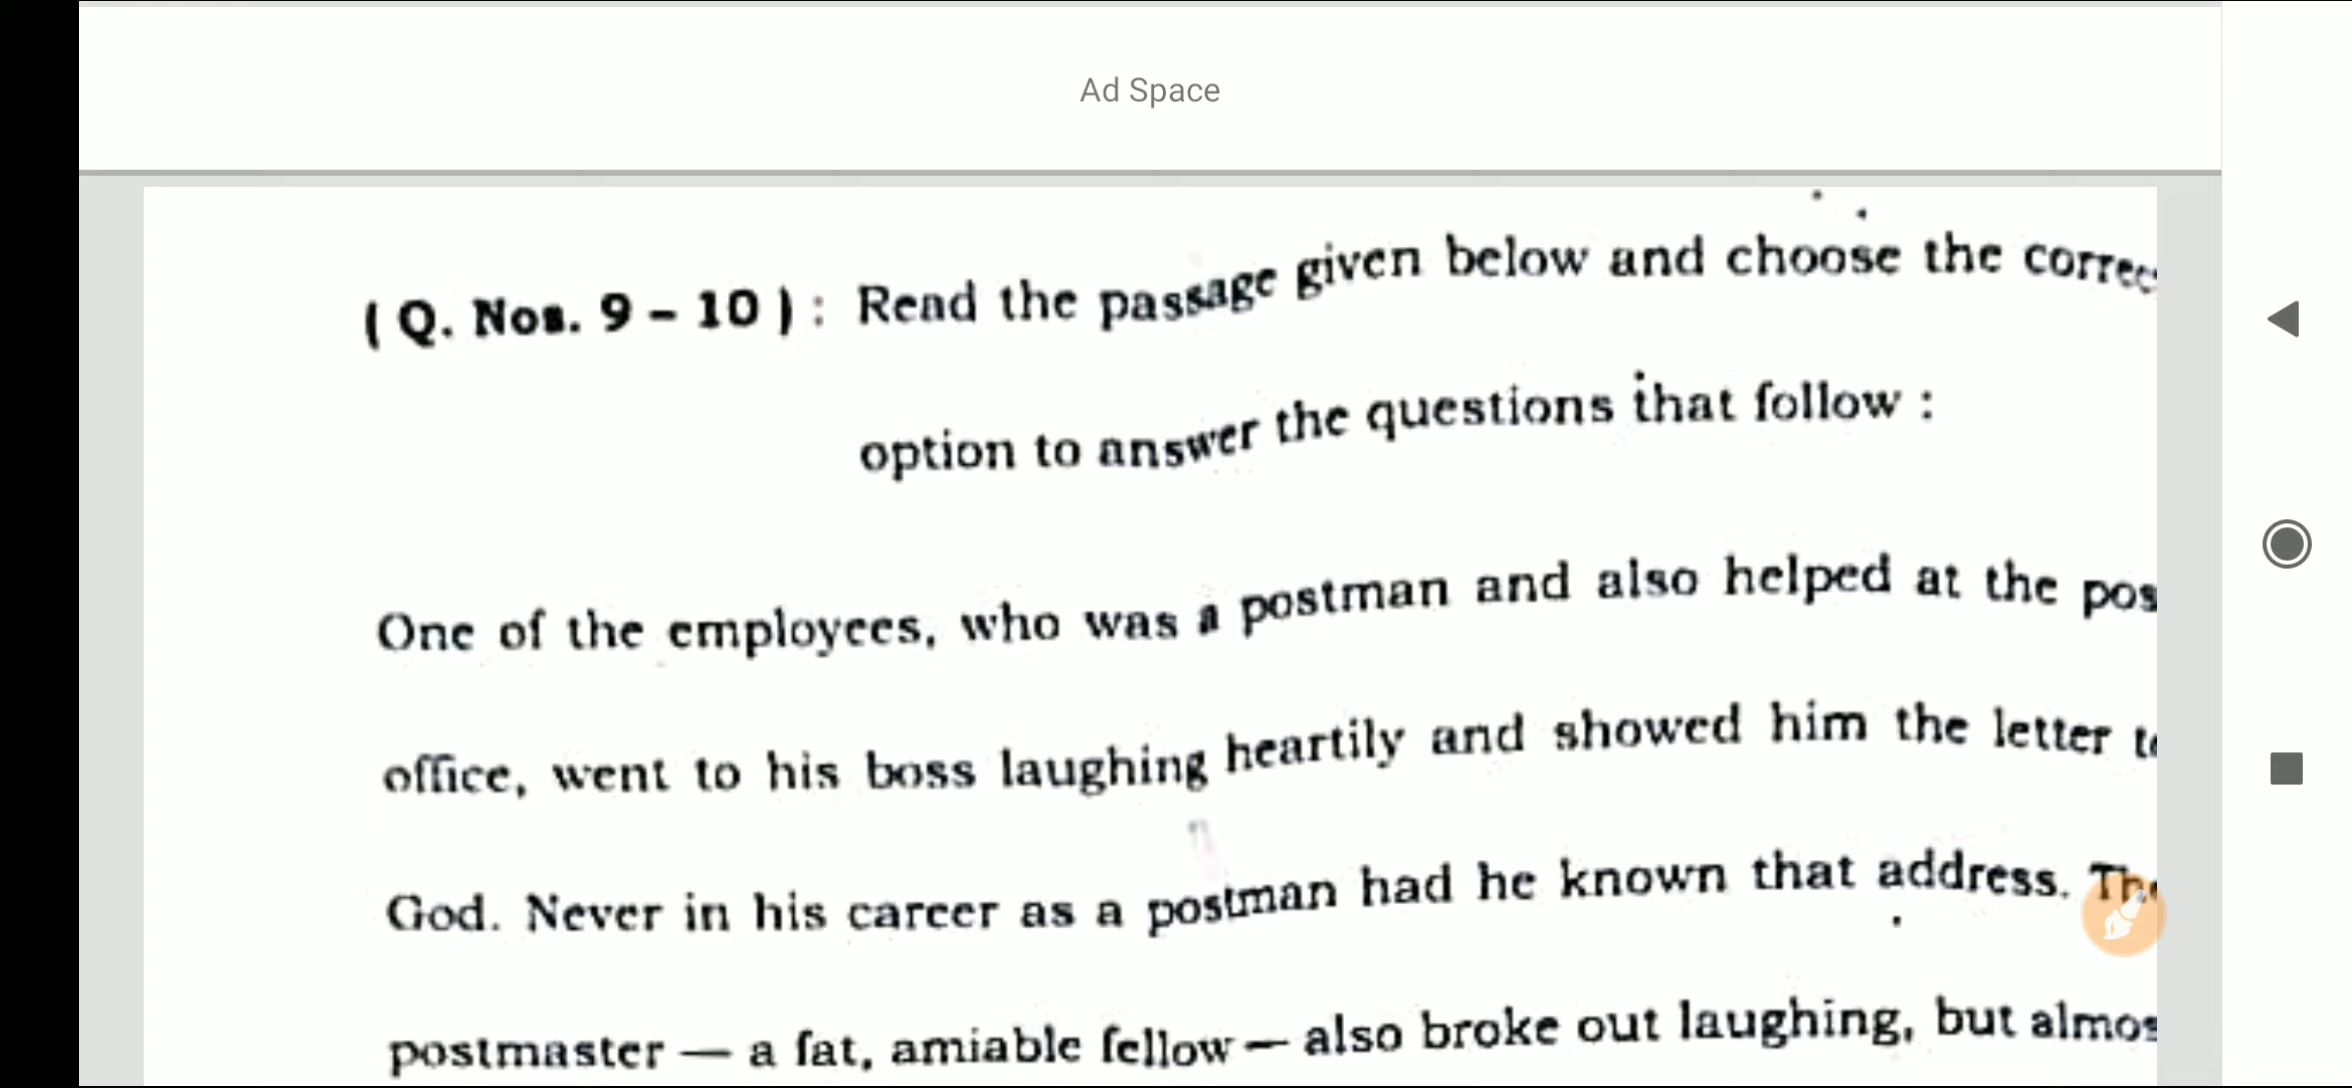 Ad Space
( Q. Nos. 9 – 10 ) : Read the passage given below and choose the correc
option to answer the questions that follow :
One of the employees, who was a postman and also helped at the pos
office, went to his boss laughing heartily and showed him the letter t
God. Never in his career as a postman had he known that address. Th
postmaster — a fat, amiable fellow — also broke out laughing, but almos